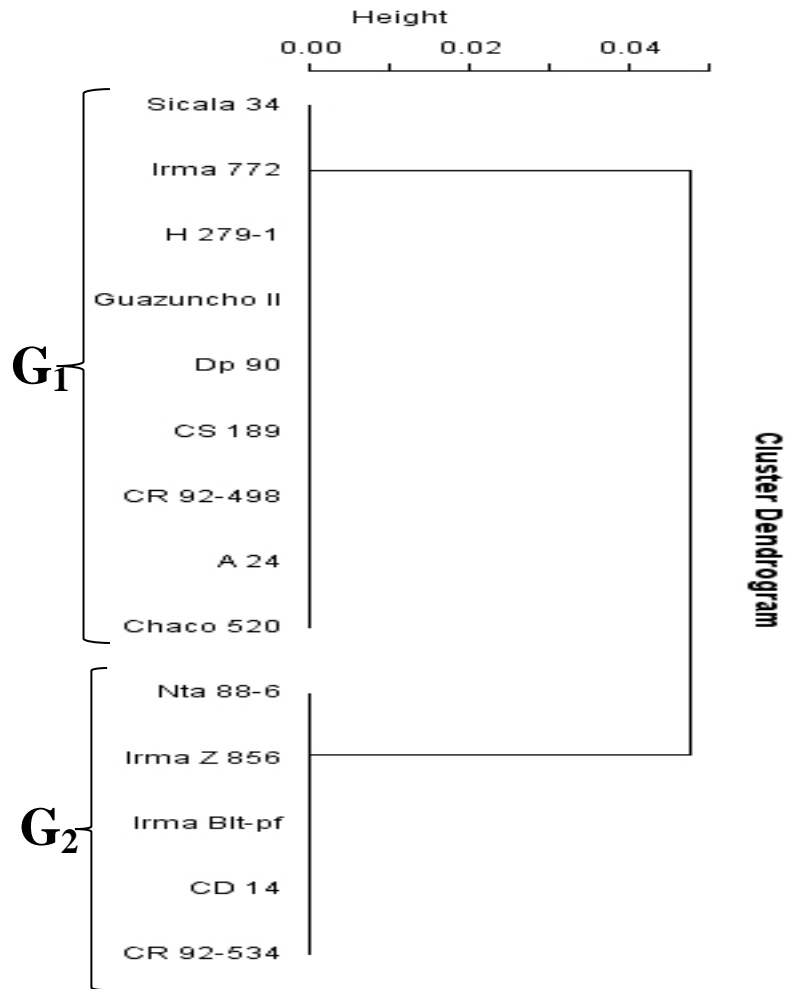 Height
0.00 0.02 0.04
Sicala 34
Irma 772
H 279-1
Guazuncho II
Dp 90
G1
CS 189
CR 92-498
A 24
Chaco 520
Nta 88-6
Irma Z 856
Irma Blt-pf
G2
CD 14
CR 92-534
Cluster Dendrogram